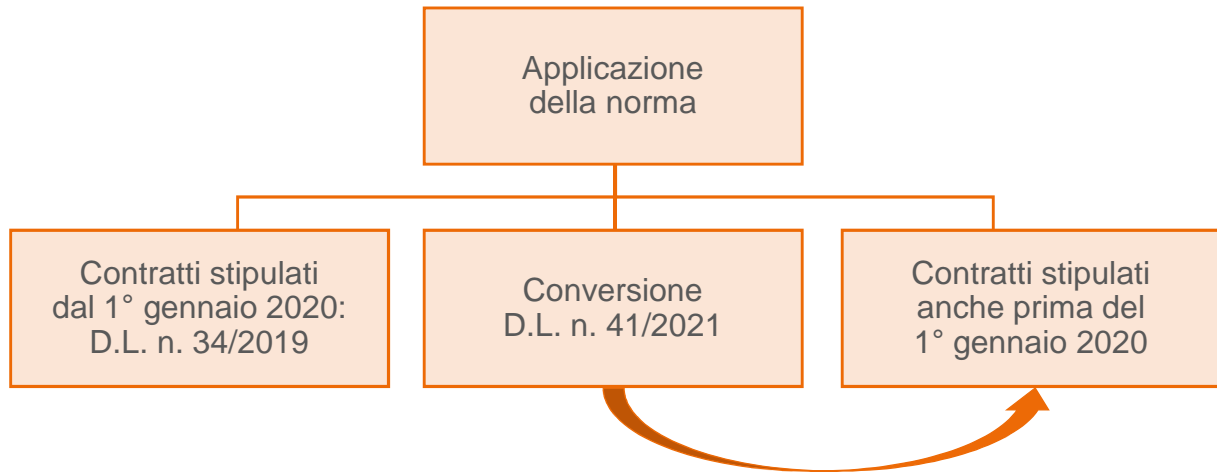 Applicazione
della norma
Contratti stipulati
dal 1° gennaio 2020:
D.L. n. 34/2019
Conversione
D.L. n. 41/2021
Contratti stipulati
anche prima del
1° gennaio 2020